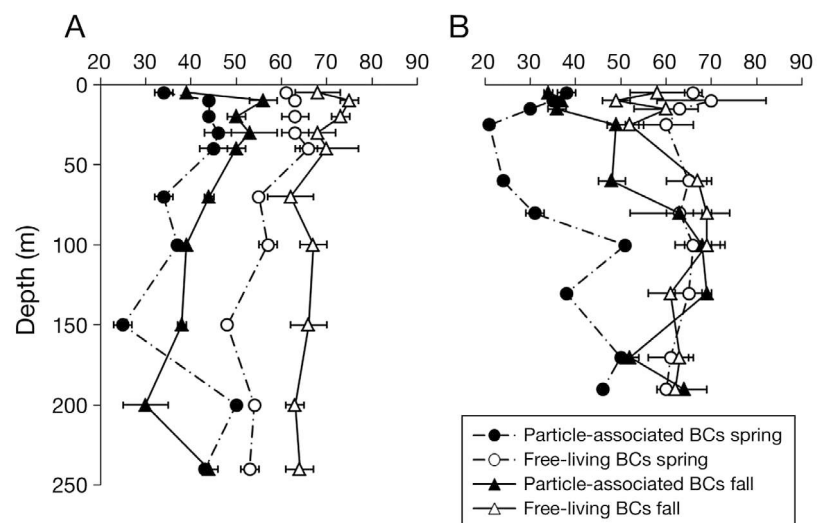 A
B
20 30 40 50 60 70 80 90
20 30 40 50 60 70 80 90
0
50
100
150
200
250
Depth (m)
Particle-associated BCs spring
Free-living BCs spring
Particle-associated BCs fall
Free-living BCs fall